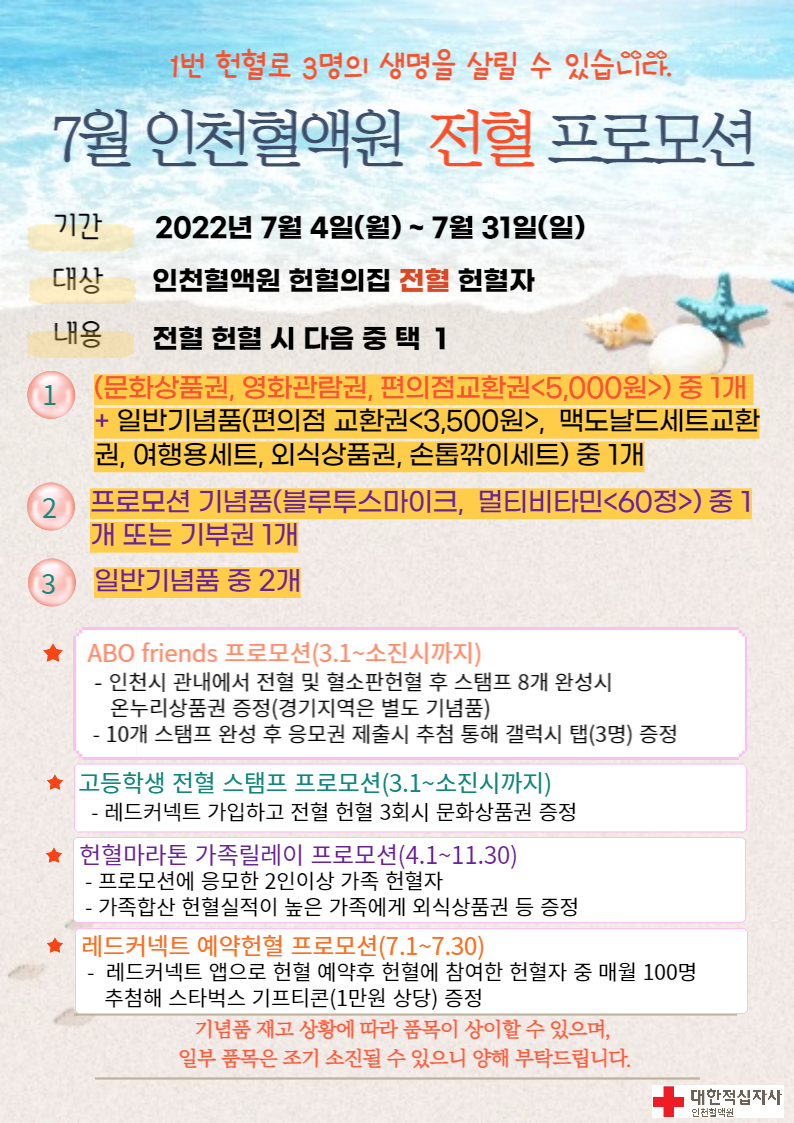 1번 헌혈로 3명의 생명을 살릴 수 있습니다.
7월 인천혈액원 전혈 프로모션
기간 2022년 7월 4일(월) ~ 7월 31일(일)
대상 인천혈액원 헌혈의집 전혈 헌혈자
내용 전혈 헌혈 시 다음 중 택 1
1 (문화상품권, 영화관람권, 편의점교환권<5,000원>) 중 1개
+ 일반기념품(편의점 교환권<3,500원>, 맥도날드세트교환
권, 여행용세트, 외식상품권, 손톱깎이세트) 중 1개
2 프로모션 기념품(블루투스마이크, 멀티비타민<60정>) 중 1
개 또는 기부권 1개
3 일반기념품 중 2개
★ ABO friends 프로모션(3.1~소진시까지)
- 인천시 관내에서 전혈 및 혈소판헌혈 후 스탬프 8개 완성시
온누리상품권 증정(경기지역은 별도 기념품)
- 10개 스탬프 완성 후 응모권 제출시 추첨 통해 갤럭시 탭(3명) 증정
★ 고등학생 전혈 스탬프 프로모션(3.1~소진시까지)
- 레드커넥트 가입하고 전혈 헌혈 3회시 문화상품권 증정
★ 헌혈마라톤 가족릴레이 프로모션(4.1~11.30)
- 프로모션에 응모한 2인이상 가족 헌혈자
- 가족합산 헌혈실적이 높은 가족에게 외식상품권 등 증정
★ 레드커넥트 예약헌혈 프로모션(7.1~7.30)
- 레드커넥트 앱으로 헌혈 예약후 헌혈에 참여한 헌혈자 중 매월 100명
추첨해 스타벅스 기프티콘(1만원 상당) 증정
기념품 재고 상황에 따라 품목이 상이할 수 있으며,
일부 품목은 조기 소진될 수 있으니 양해 부탁드립니다.
대한적십자사
인천혈액원